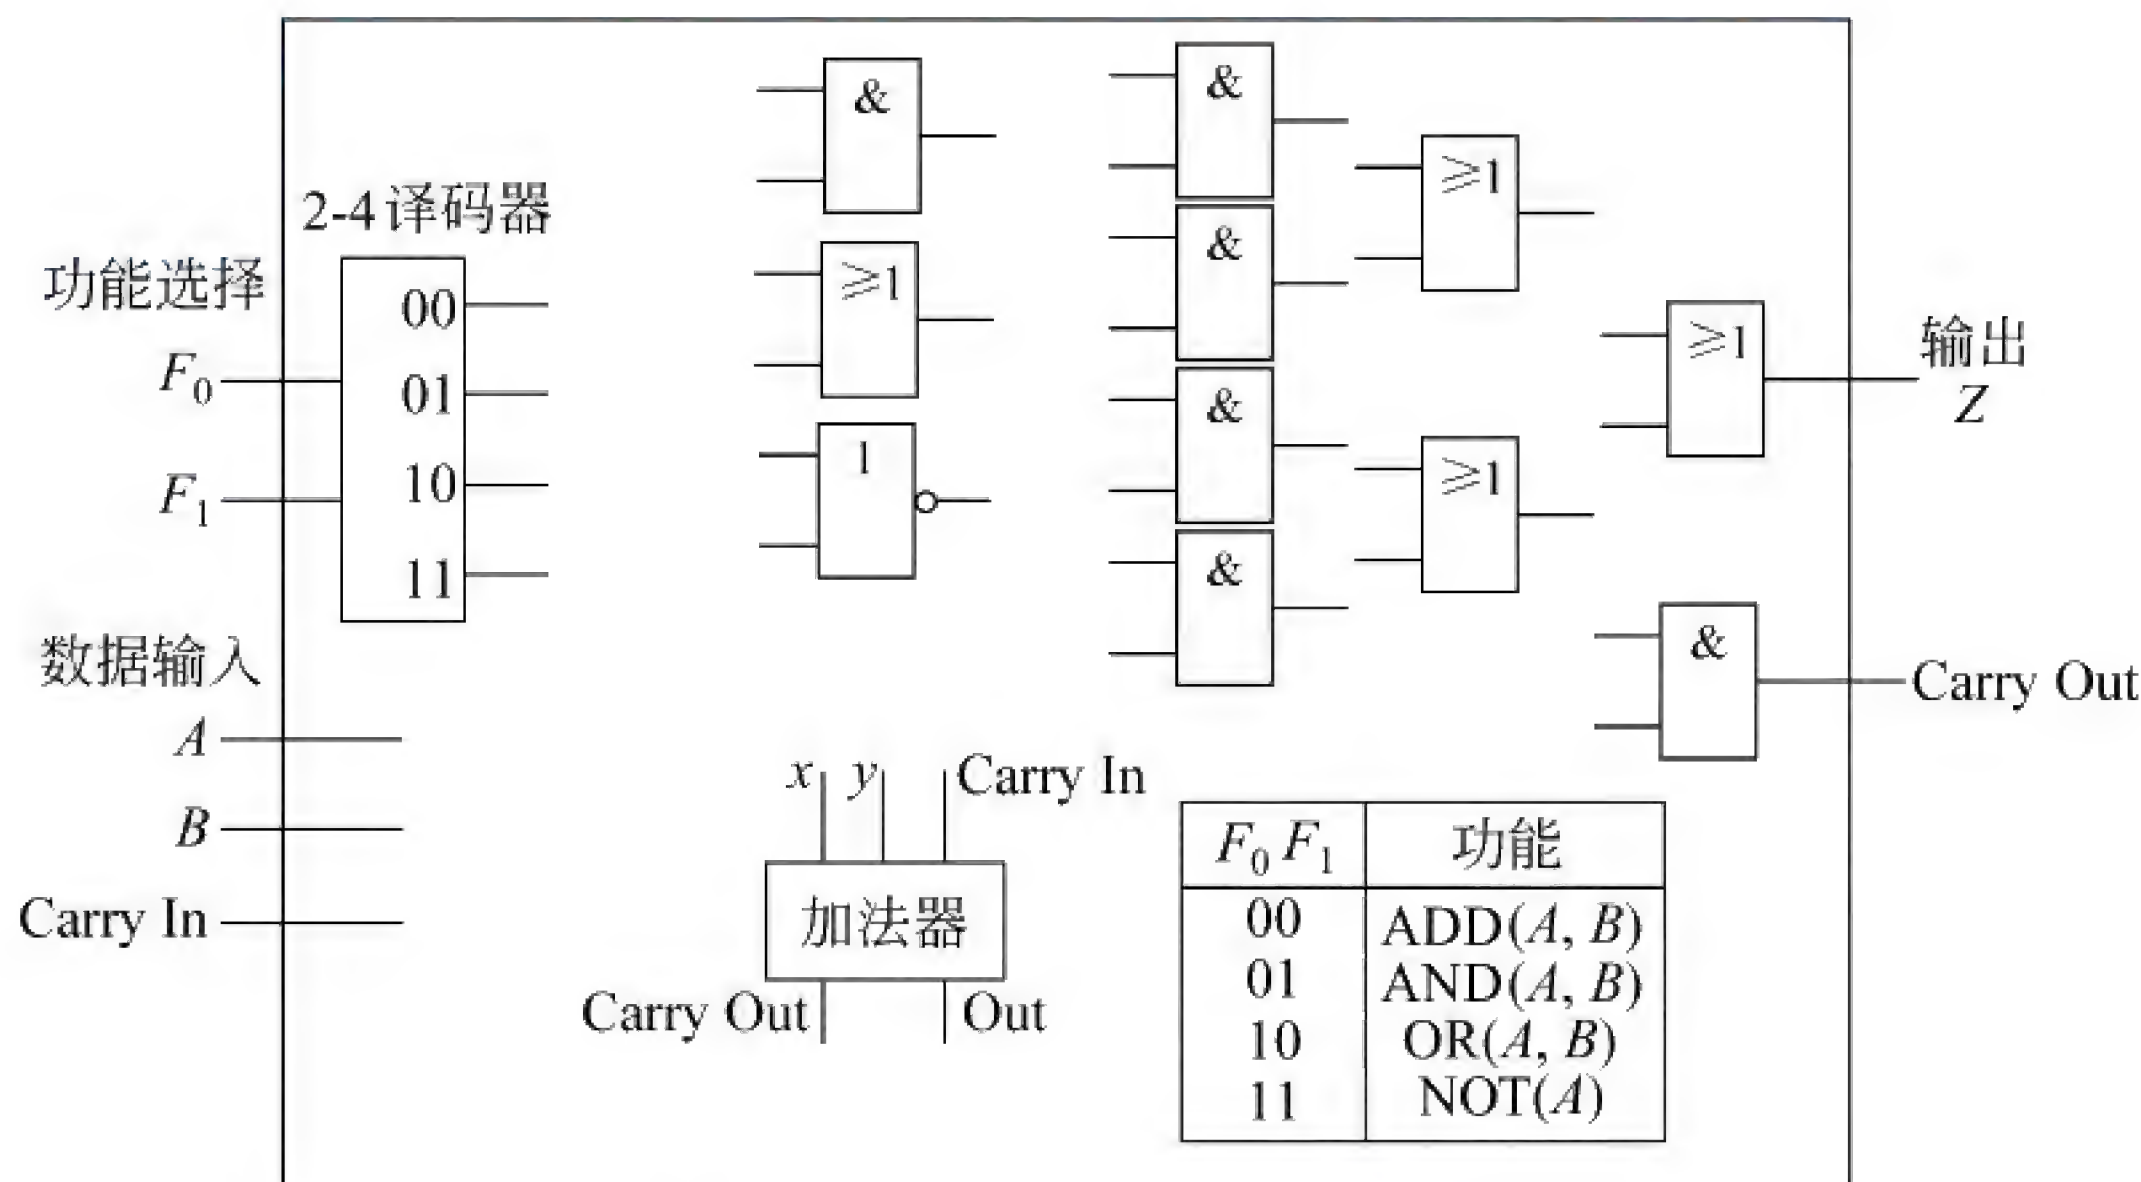 2-4译码器
功能选择
F₀
F₁
00
01
10
11
数据输入
A
B
Carry In
&
≥1
1
&
&
&
&
≥1
≥1
≥1
&
输出
Z
Carry Out
x y Carry In
加法器
Carry Out Out
F₀ F₁ 功能
00 ADD(A, B)
01 AND(A, B)
10 OR(A, B)
11 NOT(A)